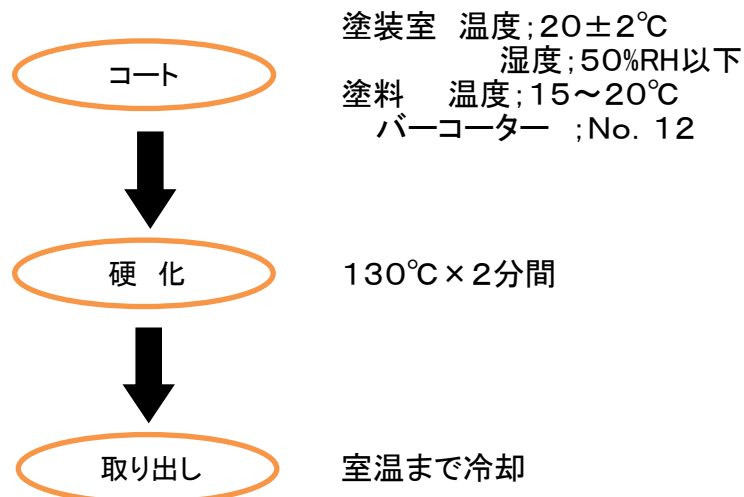 塗装室 温度;20±2℃
湿度;50%RH以下
コート
塗料 温度;15～20℃
バーコーター ;No. 12
硬 化
130℃×2分間
取り出し
室温まで冷却